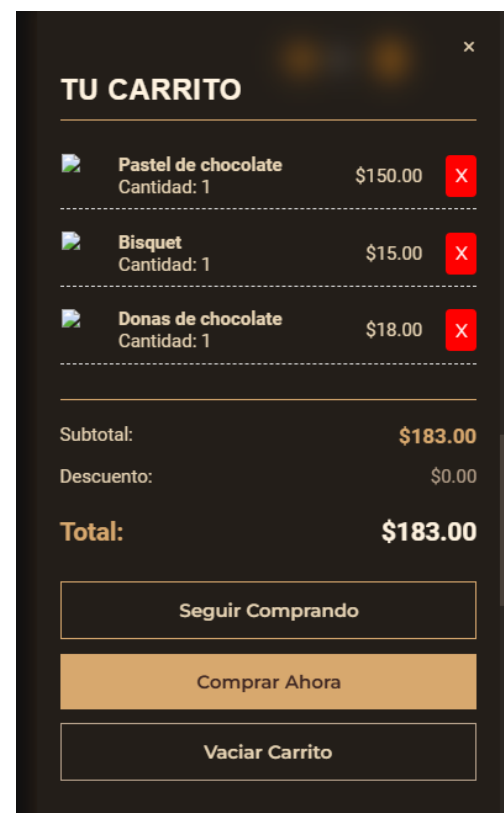 ×
TU CARRITO
Pastel de chocolate
Cantidad: 1
$150.00
X
Bisquet
Cantidad: 1
$15.00
X
Donas de chocolate
Cantidad: 1
$18.00
X
Subtotal: $183.00
Descuento: $0.00
Total: $183.00
Seguir Comprando
Comprar Ahora
Vaciar Carrito